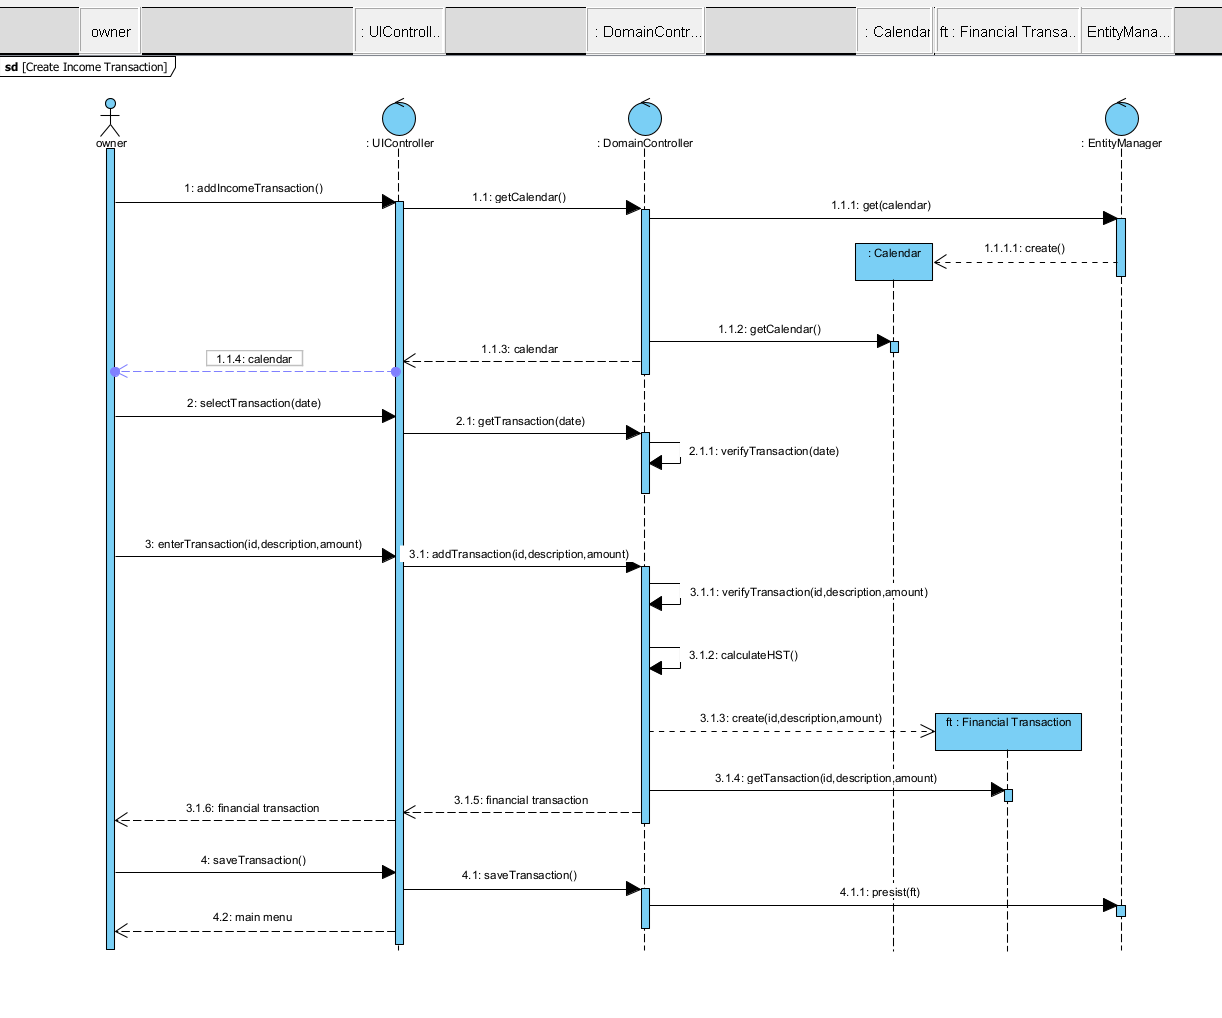 owner
: UIControll..
: DomainContr...
: Calendar
ft : Financial Transa..
EntityMana...
sd [Create Income Transaction]
owner
: UIController
: DomainController
: EntityManager
1: addIncomeTransaction()
1.1: getCalendar()
1.1.1: get(calendar)
: Calendar
1.1.1.1: create()
1.1.2: getCalendar()
1.1.3: calendar
1.1.4: calendar
2: selectTransaction(date)
2.1: getTransaction(date)
2.1.1: verifyTransaction(date)
3: enterTransaction(id,description,amount)
3.1: addTransaction(id,description,amount)
3.1.1: verifyTransaction(id,description,amount)
3.1.2: calculateHST()
3.1.3: create(id,description,amount)
ft : Financial Transaction
3.1.4: getTansaction(id,description,amount)
3.1.5: financial transaction
3.1.6: financial transaction
4: saveTransaction()
4.1: saveTransaction()
4.1.1: presist(ft)
4.2: main menu